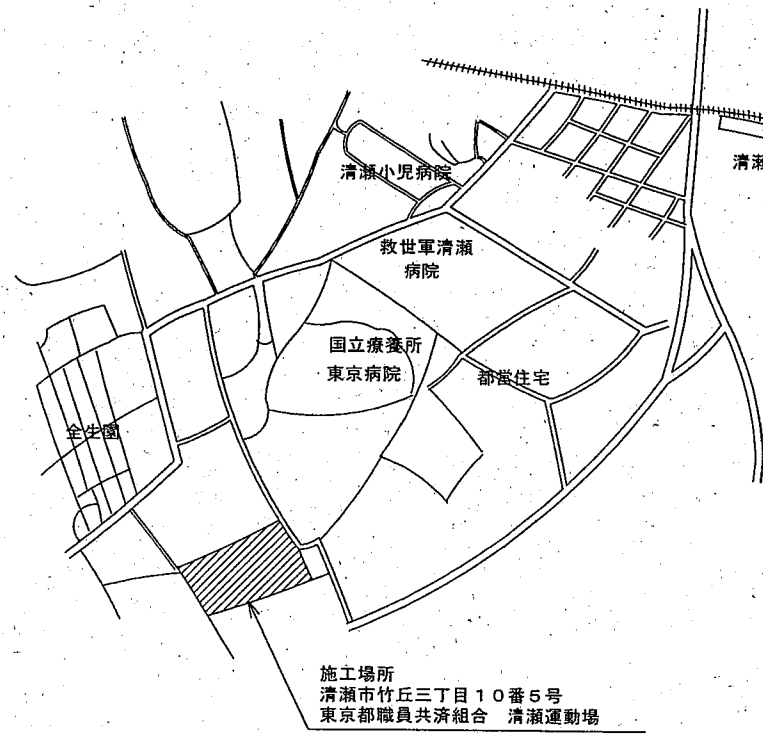 清瀬
清瀬小児病院
救世軍清瀬
病院
国立療養所
東京病院
都営住宅
全生園
施工場所
清瀬市竹丘三丁目10番5号
東京都職員共済組合 清瀬運動場